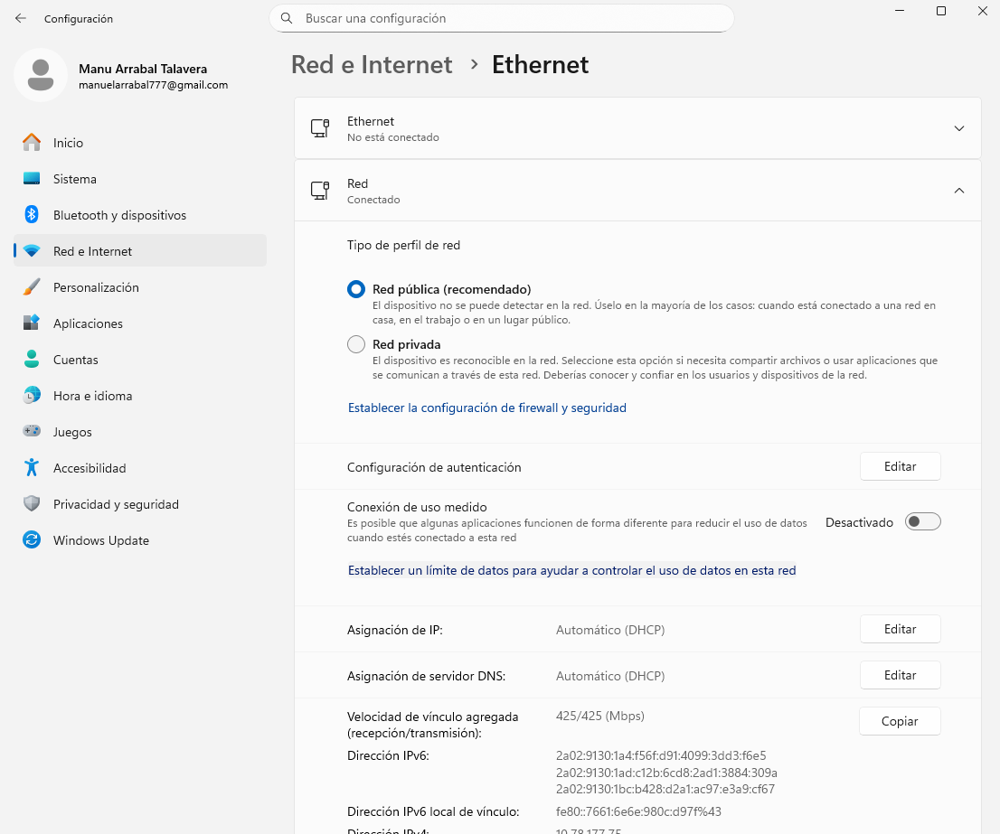 Configuración
Buscar una configuración
Manu Arrabal Talavera
manuelarrabal777@gmail.com
Inicio
Sistema
Bluetooth y dispositivos
Red e Internet
Personalización
Aplicaciones
Cuentas
Hora e idioma
Juegos
Accesibilidad
Privacidad y seguridad
Windows Update
Red e Internet › Ethernet
Ethernet
No está conectado
Red
Conectado
Tipo de perfil de red
Red pública (recomendado)
El dispositivo no se puede detectar en la red. Úselo en la mayoría de los casos: cuando está conectado a una red en
casa, en el trabajo o en un lugar público.
Red privada
El dispositivo es reconocible en la red. Seleccione esta opción si necesita compartir archivos o usar aplicaciones que
se comunican a través de esta red. Deberías conocer y confiar en los usuarios y dispositivos de la red.
Establecer la configuración de firewall y seguridad
Configuración de autenticación
Editar
Conexión de uso medido
Es posible que algunas aplicaciones funcionen de forma diferente para reducir el uso de datos
cuando estés conectado a esta red
Desactivado
Establecer un límite de datos para ayudar a controlar el uso de datos en esta red
Asignación de IP:
Automático (DHCP)
Editar
Asignación de servidor DNS:
Automático (DHCP)
Editar
Velocidad de vínculo agregada
(recepción/transmisión):
425/425 (Mbps)
Copiar
Dirección IPv6:
2a02:9130:1a4:f56f:d91:4099:3dd3:f6e5
2a02:9130:1ad:c12b:6cd8:2ad1:3884:309a
2a02:9130:1bc:b428:d2a1:ac97:e3a9:cf67
Dirección IPv6 local de vínculo:
fe80::7661:6e6e:980c:d97f%43
Dirección IPv4:
10.78.177.75